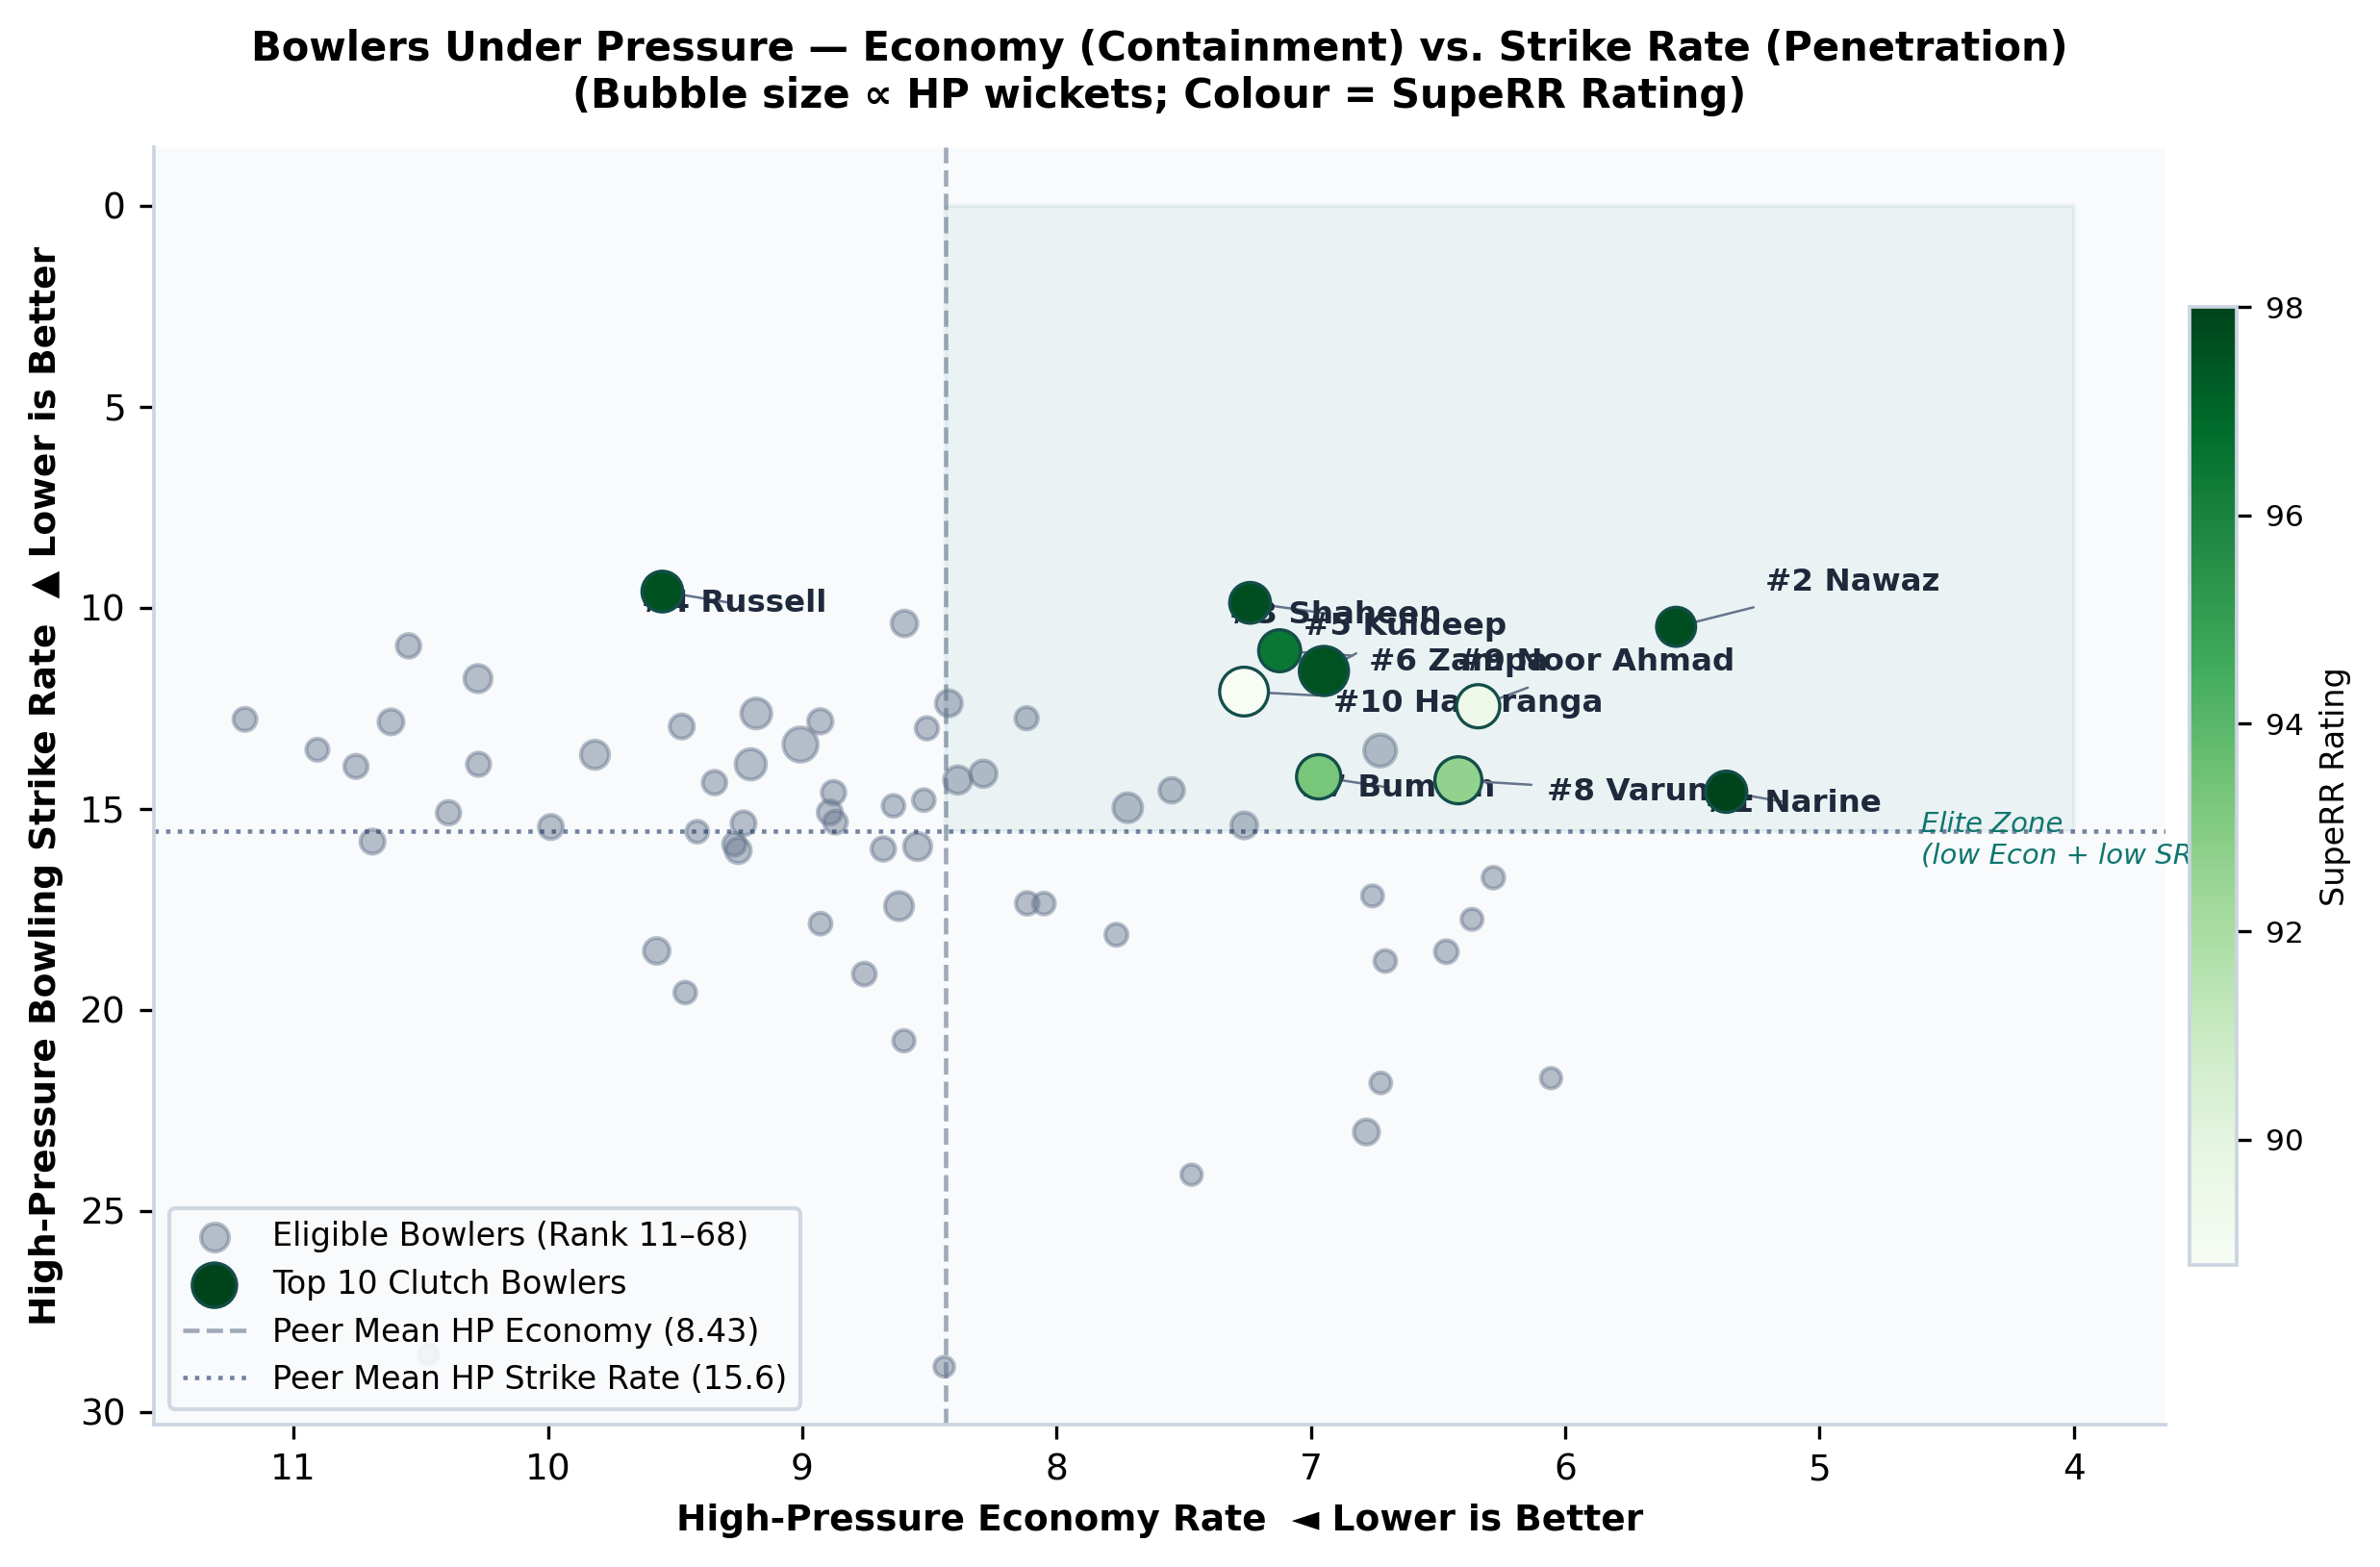 Bowlers Under Pressure — Economy (Containment) vs. Strike Rate (Penetration)
(Bubble size ∝ HP wickets; Colour = SupeRR Rating)
High-Pressure Bowling Strike Rate ▲ Lower is Better
0
5
10
15
20
25
30
#2 Nawaz
Russell
Shaheen
#5 Kuldeep
#6 Zampa
Noor Ahmad
#10
#8 Varun
Narine
Elite Zone
(low Econ + low SR
Eligible Bowlers (Rank 11–68)
Top 10 Clutch Bowlers
Peer Mean HP Economy (8.43)
Peer Mean HP Strike Rate (15.6)
11
10
9
8
7
6
5
4
High-Pressure Economy Rate ◄ Lower is Better
98
96
94
92
90
SupeRR Rating